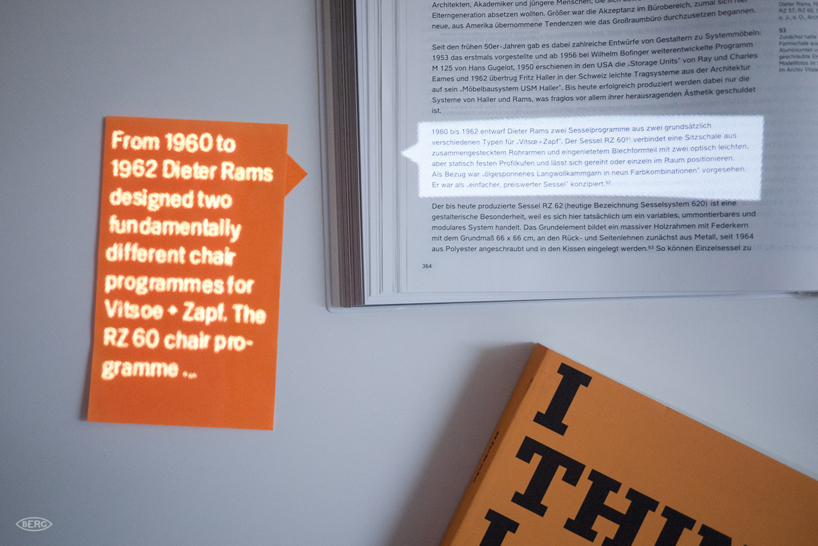 From 1960 to
1962 Dieter Rams
designed two
fundamentally
different chair
programmes for
Vitsoe + Zapf. The
RZ 60 chair pro-
gramme ...
Architekten, Akademiker und jüngere Menschen, die sich
Elterngeneration absetzen wollten. Größer war die Akzeptanz im Bürobereich, zumal sich hier
neue, aus Amerika übernommene Tendenzen wie das Großraumbüro durchzusetzen begannen.
Seit den frühen 50er-Jahren gab es dabei zahlreiche Entwürfe von Gestaltern zu Systemmöbeln:
1953 das erstmals vorgestellte und ab 1956 bei Wilhelm Bofinger weiterentwickelte Programm
M 125 von Hans Gugelot, 1950 erschienen in den USA die „Storage Units“ von Ray und Charles
Eames und 1962 übertrug Fritz Haller in der Schweiz leichte Tragsysteme aus der Architektur
auf sein „Möbelbausystem USM Haller“. Bis heute erfolgreich produziert werden dabei nur die
Systeme von Haller und Rams, was fraglos vor allem ihrer herausragenden Ästhetik geschuldet
ist.
1960 bis 1962 entwarf Dieter Rams zwei Sesselprogramme aus zwei grundsätzlich
verschiedenen Typen für „Vitsœ+Zapf“. Der Sessel RZ 60⁹¹ verbindet eine Sitzschale aus
zusammengestecktem Rohrarmen und eingenietetem Blechformteil mit zwei optisch leichten,
aber statisch festen Profilkufen und lässt sich gereiht oder einzeln im Raum positionieren.
Als Bezug war „ölgesponnenes Langwollkammgarn in neun Farbkombinationen“ vorgesehen.
Er war als „einfacher, preiswerter Sessel“ konzipiert.⁹²
Der bis heute produzierte Sessel RZ 62 (heutige Bezeichnung Sesselsystem 620) ist eine
gestalterische Besonderheit, weil es sich hier tatsächlich um ein variables, ummontierbares und
modulares System handelt. Das Grundelement bildet ein massiver Holzrahmen mit Federkern
mit dem Grundmaß 66 x 66 cm, an den Rück- und Seitenlehnen zunächst aus Metall, seit 1964
aus Polyester angeschraubt und in den Kissen eingelegt werden.⁹³ So können Einzelsessel zu
364
93
I
THIN
BERG